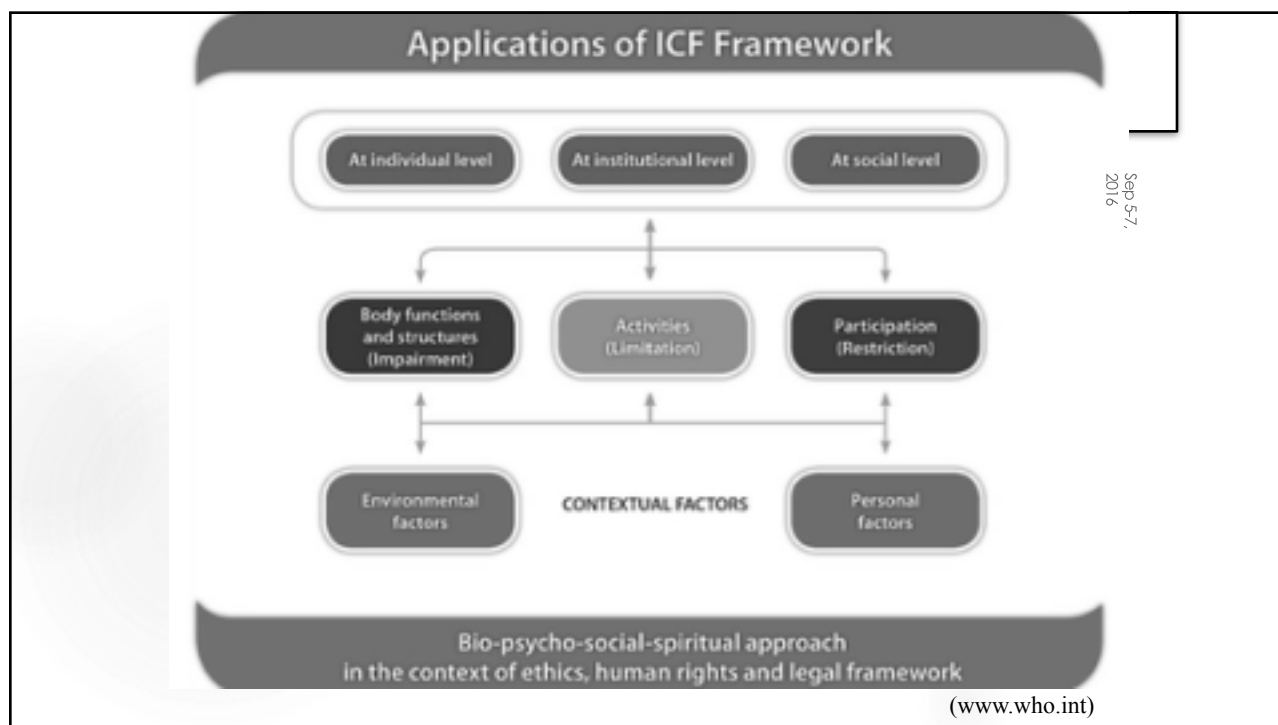 Applications of ICF Framework
At individual level
At institutional level
At social level
Sep 5-7,
2016
Body functions
and structures
(Impairment)
Activities
(Limitation)
Participation
(Restriction)
Environmental
factors
CONTEXTUAL FACTORS
Personal
factors
Bio-psycho-social-spiritual approach
in the context of ethics, human rights and legal framework
(www.who.int)